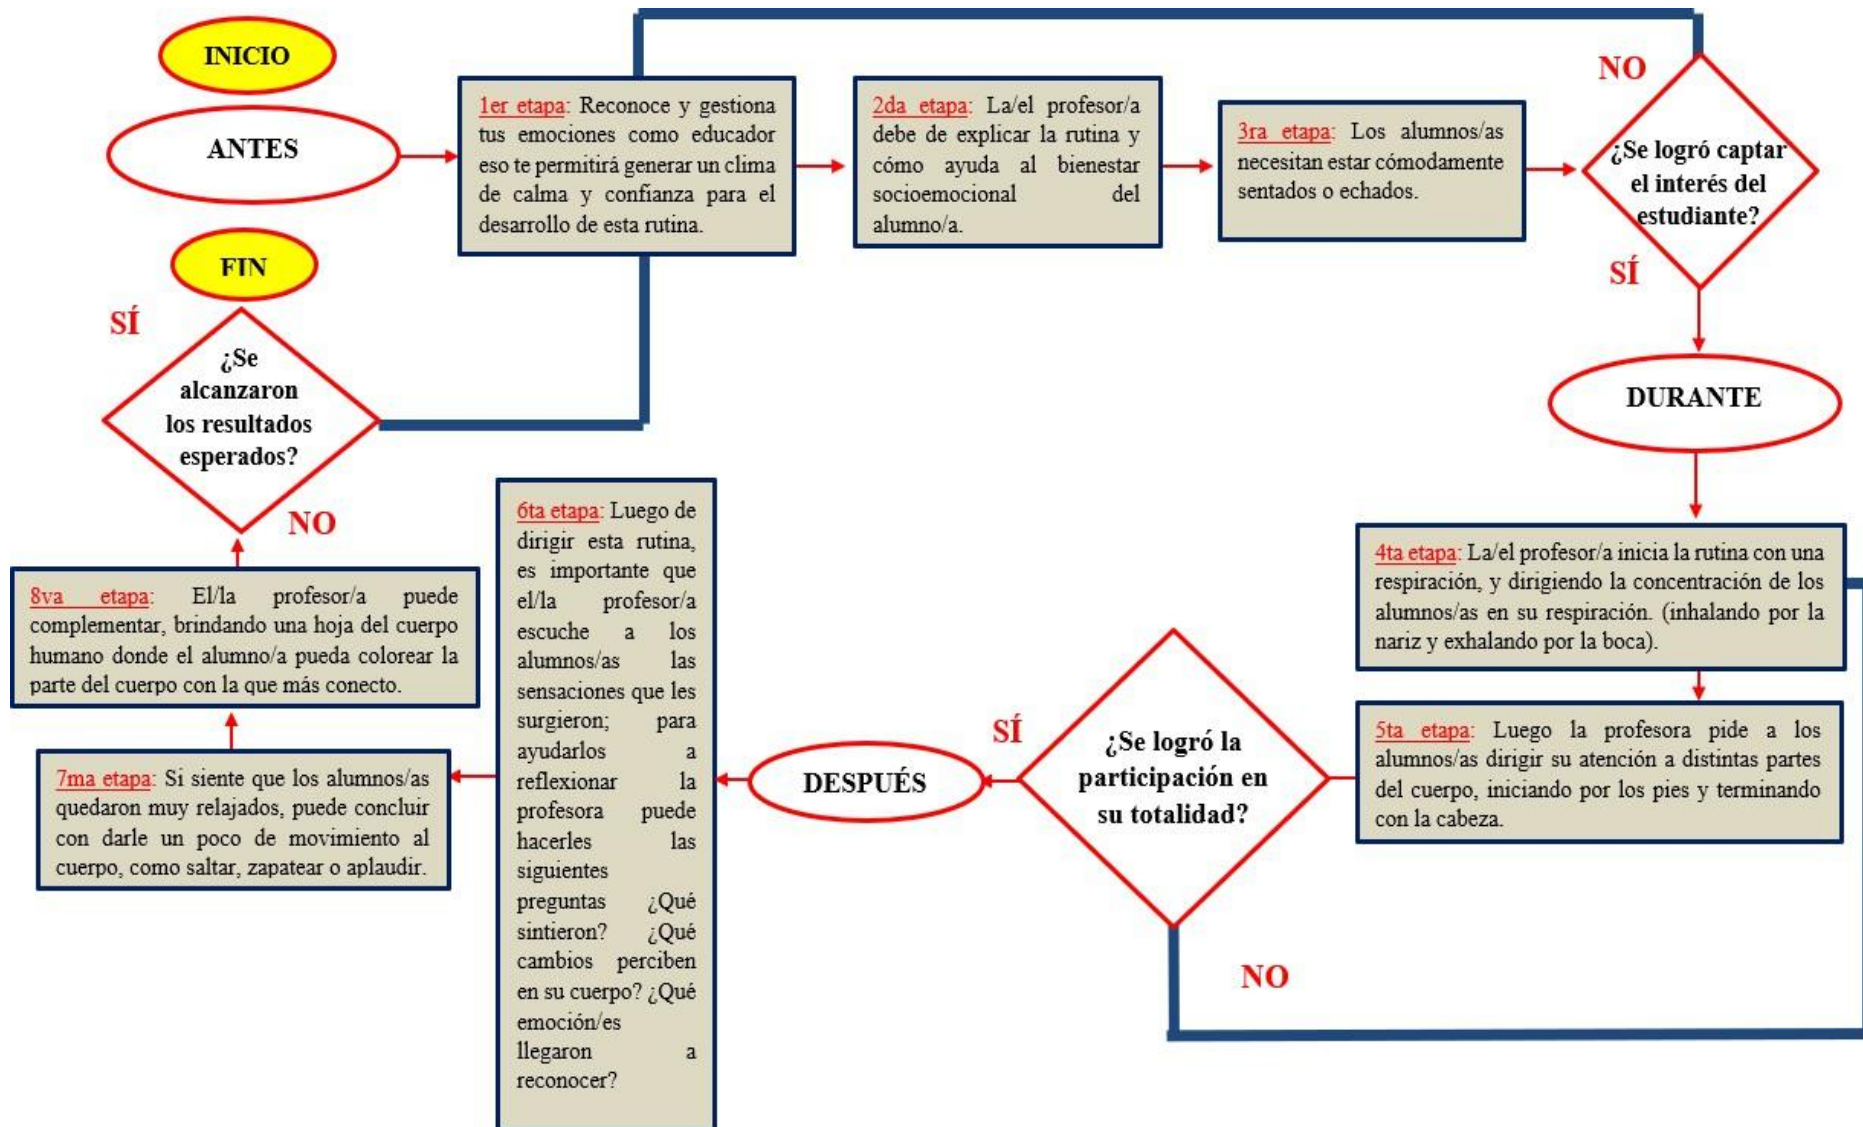 INICIO
ANTES
1er etapa: Reconoce y gestiona
tus emociones como educador
eso te permitirá generar un clima
de calma y confianza para el
desarrollo de esta rutina.
2da etapa: La/el profesor/a
debe de explicar la rutina y
cómo ayuda al bienestar
socioemocional del
alumno/a.
3ra etapa: Los alumnos/as
necesitan estar cómodamente
sentados o echados.
NO
¿Se logró captar
el interés del
estudiante?
SÍ
DURANTE
4ta etapa: La/el profesor/a inicia la rutina con una
respiración, y dirigiendo la concentración de los
alumnos/as en su respiración. (inhalando por la
nariz y exhalando por la boca).
5ta etapa: Luego la profesora pide a los
alumnos/as dirigir su atención a distintas partes
del cuerpo, iniciando por los pies y terminando
con la cabeza.
¿Se logró la
participación en
su totalidad?
SÍ
NO
DESPUÉS
6ta etapa: Luego de
dirigir esta rutina,
es importante que
el/la profesor/a
escuche a los
alumnos/as las
sensaciones que les
surgieron; para
ayudarlos a
reflexionar la
profesora puede
hacerles las
siguientes
preguntas ¿Qué
sintieron? ¿Qué
cambios perciben
en su cuerpo? ¿Qué
emoción/es
llegaron a
reconocer?
7ma etapa: Si siente que los alumnos/as
quedaron muy relajados, puede concluir
con darle un poco de movimiento al
cuerpo, como saltar, zapatear o aplaudir.
8va etapa: El/la profesor/a puede
complementar, brindando una hoja del cuerpo
humano donde el alumno/a pueda colorear la
parte del cuerpo con la que más conecto.
NO
¿Se
alcanzaron
los resultados
esperados?
SÍ
FIN